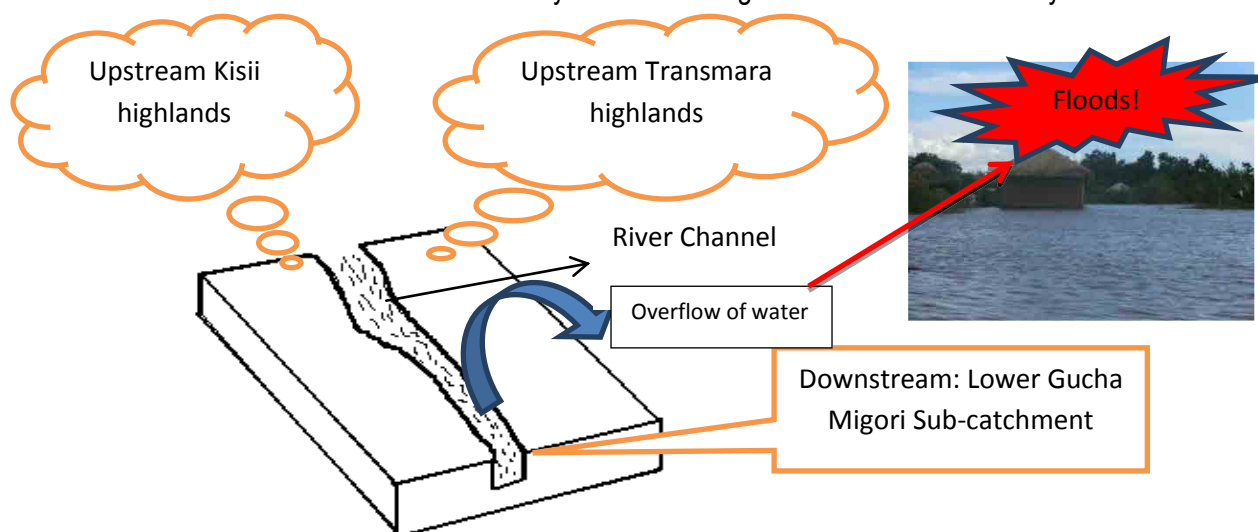 Upstream Kisii
highlands
Upstream Transmara
highlands
Floods!
River Channel
Overflow of water
Downstream: Lower Gucha
Migori Sub-catchment